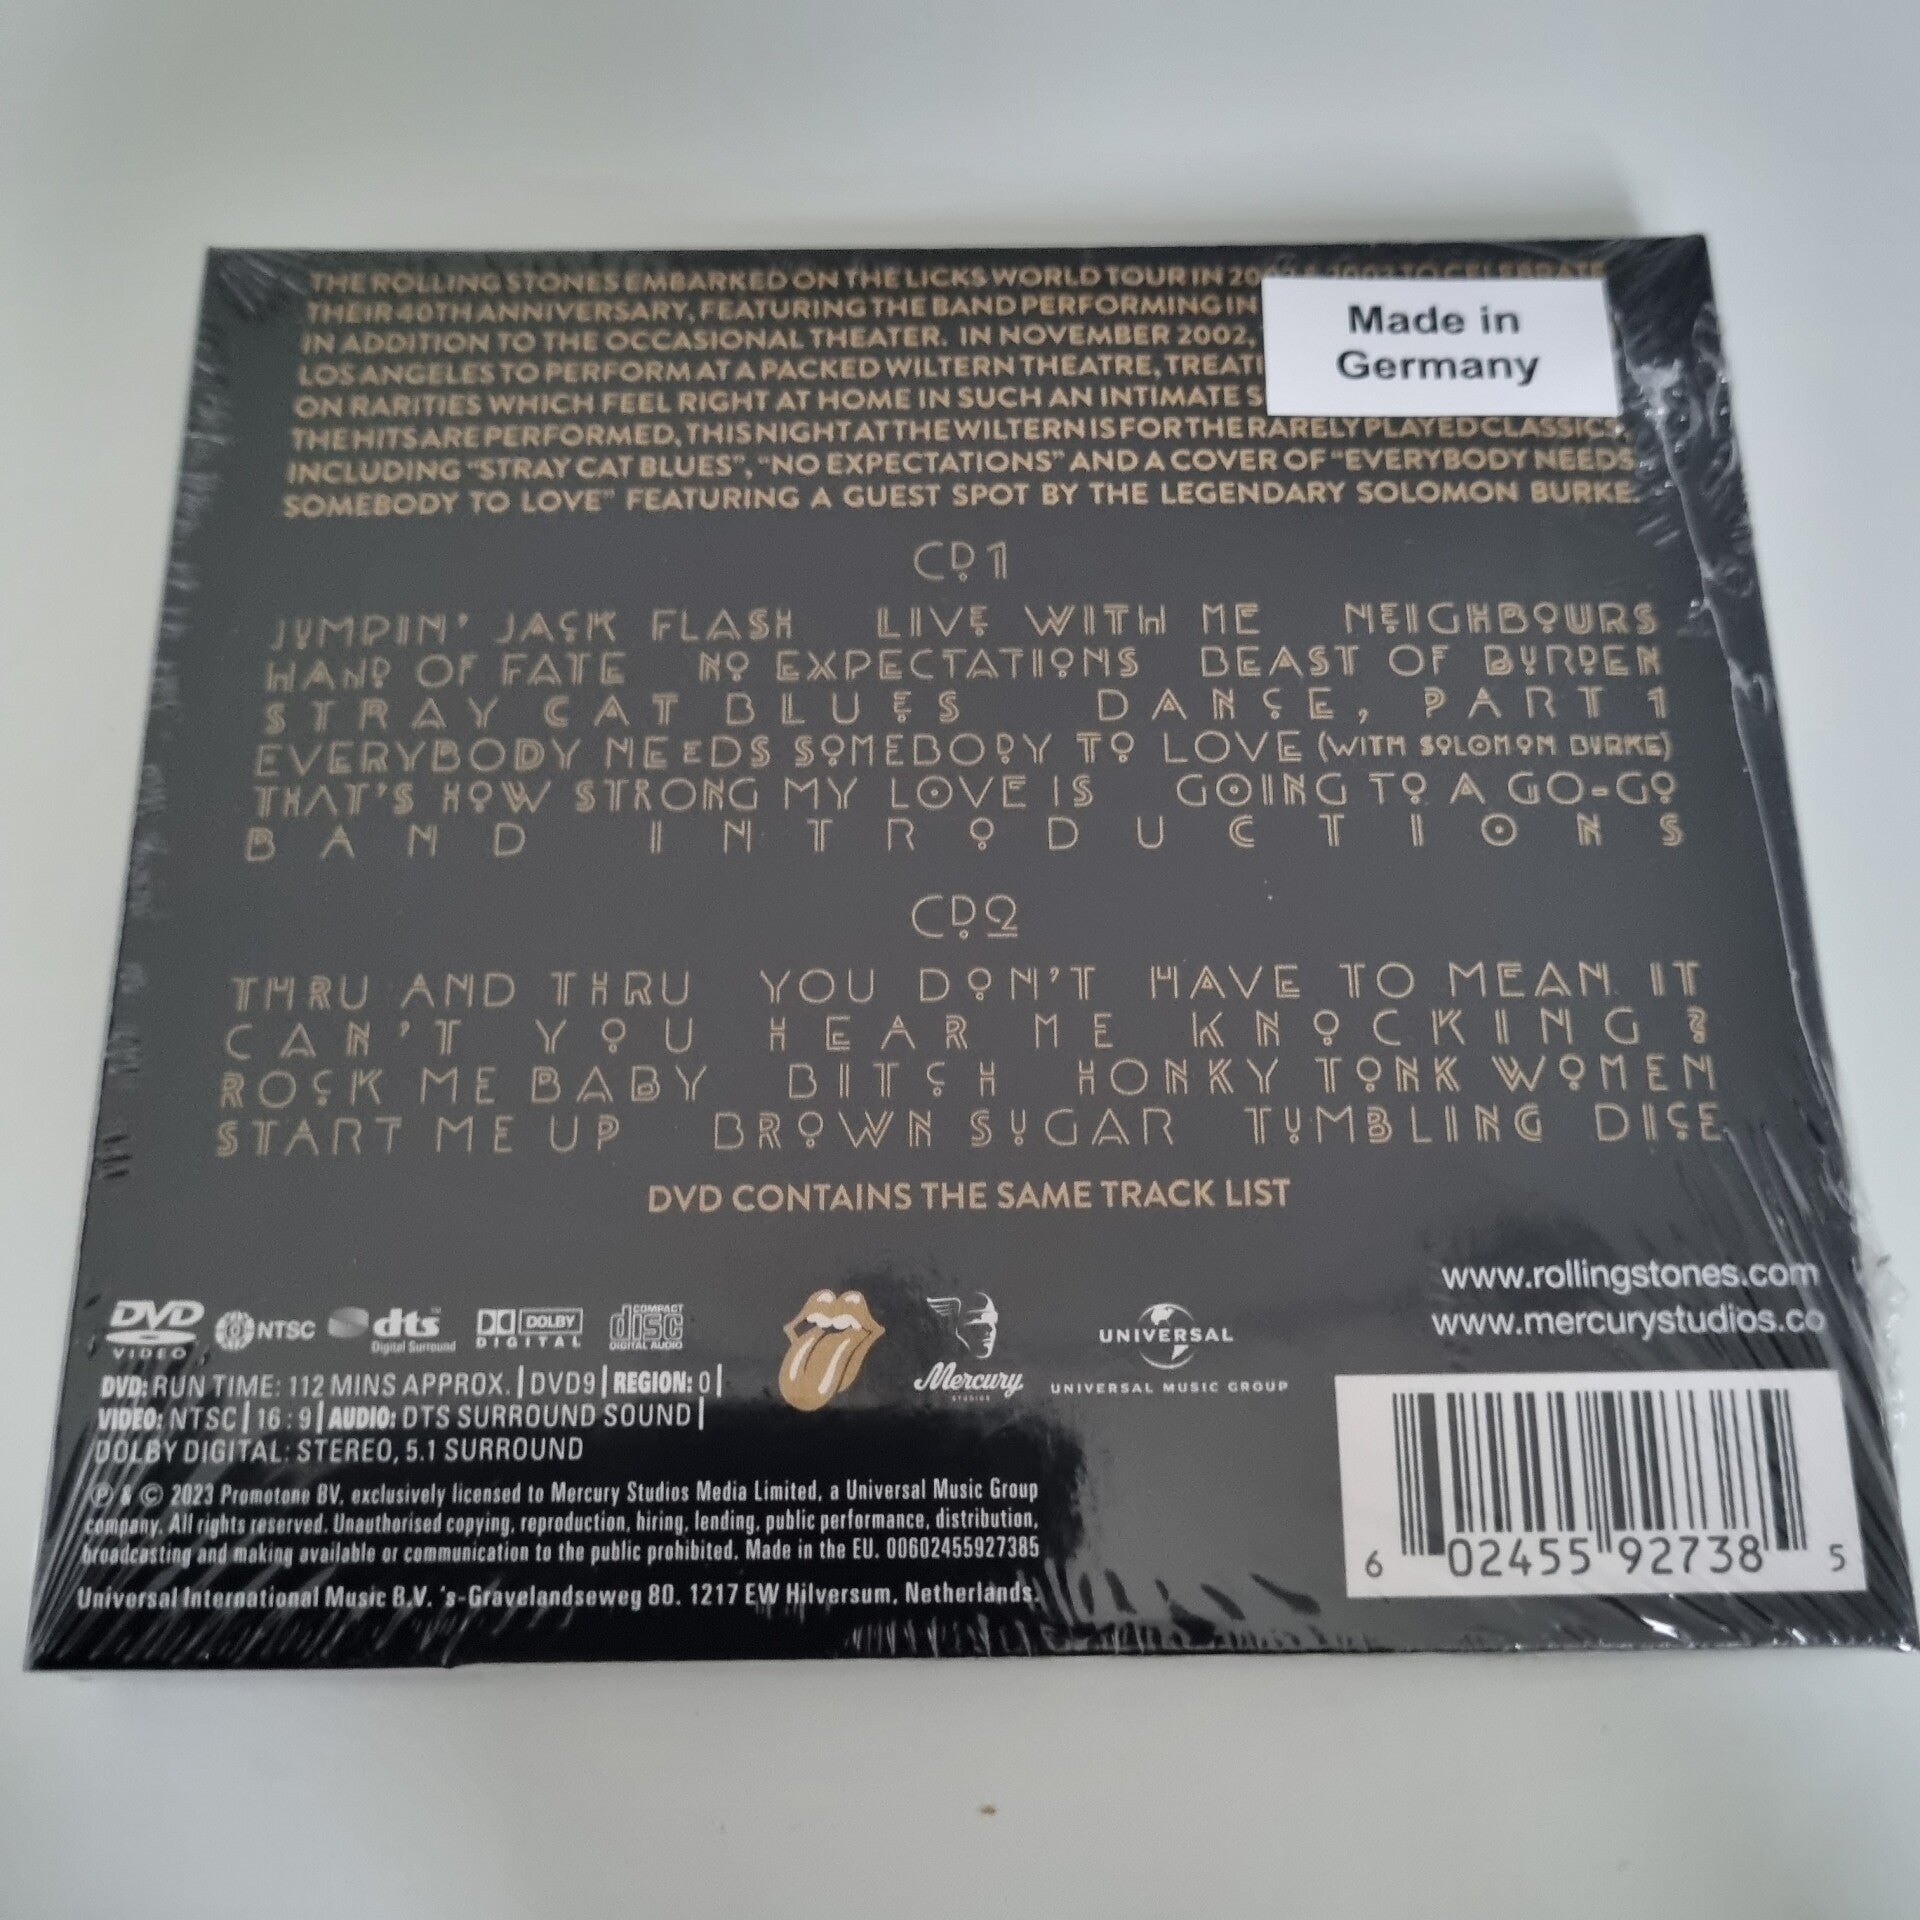 THE ROLLING STONES EMBARKED ON THE LICKS WORLD TOUR IN 2002 & 2003 TO CELEBRATE
THEIR 40TH ANNIVERSARY, FEATURING THE BAND PERFORMING IN
IN ADDITION TO THE OCCASIONAL THEATER. IN NOVEMBER 2002,
LOS ANGELES TO PERFORM AT A PACKED WILTERN THEATRE,
ON RARITIES WHICH FEEL RIGHT AT HOME IN SUCH AN INTIMATE
THE HITS ARE PERFORMED, THIS NIGHT AT THE WILTERN IS FOR THE RARELY PLAYED CLASSICS,
INCLUDING "STRAY CAT BLUES", "NO EXPECTATIONS" AND A COVER OF "EVERYBODY NEEDS
SOMEBODY TO LOVE" FEATURING A GUEST SPOT BY THE LEGENDARY SOLOMON BURKE.
Made in
Germany
CD1
JUMPIN' JACK FLASH LIVE WITH ME NEIGHBOURS
HAND OF FATE NO EXPECTATIONS BEAST OF BURDEN
STRAY CAT BLUES DANCE, PART 1
EVERYBODY NEEDS SOMEBODY TO LOVE (WITH SOLOMON BURKE)
THAT'S HOW STRONG MY LOVE IS GOING TO A GO-GO
BAND INTRODUCTIONS
CD2
THRU AND THRU YOU DON'T HAVE TO MEAN IT
CAN'T YOU HEAR ME KNOCKING?
ROCK ME BABY BITCH HONKY TONK WOMEN
START ME UP BROWN SUGAR TUMBLING DICE
DVD CONTAINS THE SAME TRACK LIST
www.rollingstones.com
www.mercurystudios.co
DVD VIDEO NTSC dts Digital Surround DOLBY DIGITAL COMPACT disc DIGITAL AUDIO
Mercury STUDIOS
UNIVERSAL
UNIVERSAL MUSIC GROUP
DVD: RUN TIME: 112 MINS APPROX. | DVD9 | REGION: 0 |
VIDEO: NTSC | 16:9 | AUDIO: DTS SURROUND SOUND |
DOLBY DIGITAL: STEREO, 5.1 SURROUND
℗ & © 2023 Promotone BV, exclusively licensed to Mercury Studios Media Limited, a Universal Music Group
company. All rights reserved. Unauthorised copying, reproduction, hiring, lending, public performance, distribution,
broadcasting and making available or communication to the public prohibited. Made in the EU. 00602455927385
Universal International Music B.V. 's-Gravelandseweg 80. 1217 EW Hilversum, Netherlands.
6 02455 92738 5